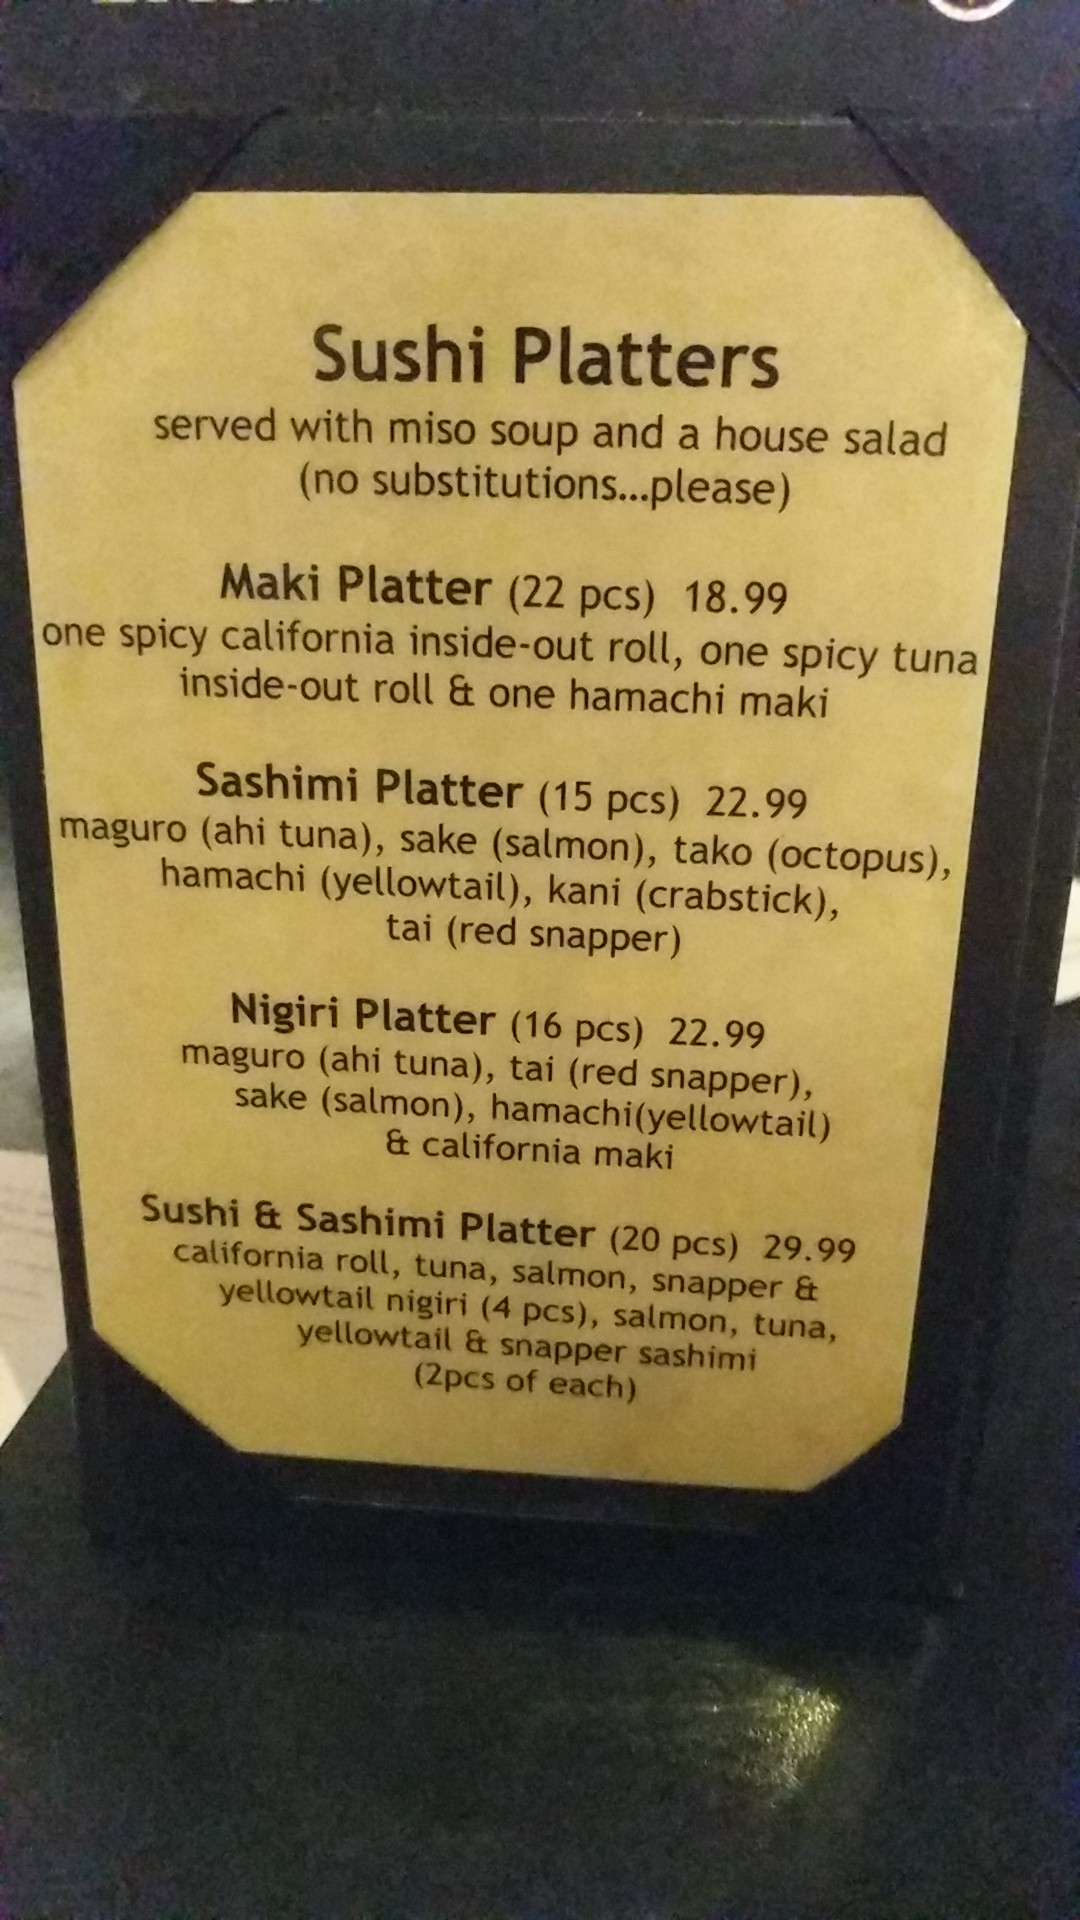 Sushi Platters
served with miso soup and a house salad
(no substitutions...please)
Maki Platter (22 pcs) 18.99
one spicy california inside-out roll, one spicy tuna
inside-out roll & one hamachi maki
Sashimi Platter (15 pcs) 22.99
maguro (ahi tuna), sake (salmon), tako (octopus),
hamachi (yellowtail), kani (crabstick),
tai (red snapper)
Nigiri Platter (16 pcs) 22.99
maguro (ahi tuna), tai (red snapper),
sake (salmon), hamachi(yellowtail)
& california maki
Sushi & Sashimi Platter (20 pcs) 29.99
california roll, tuna, salmon, snapper &
yellowtail nigiri (4 pcs), salmon, tuna,
yellowtail & snapper sashimi
(2pcs of each)